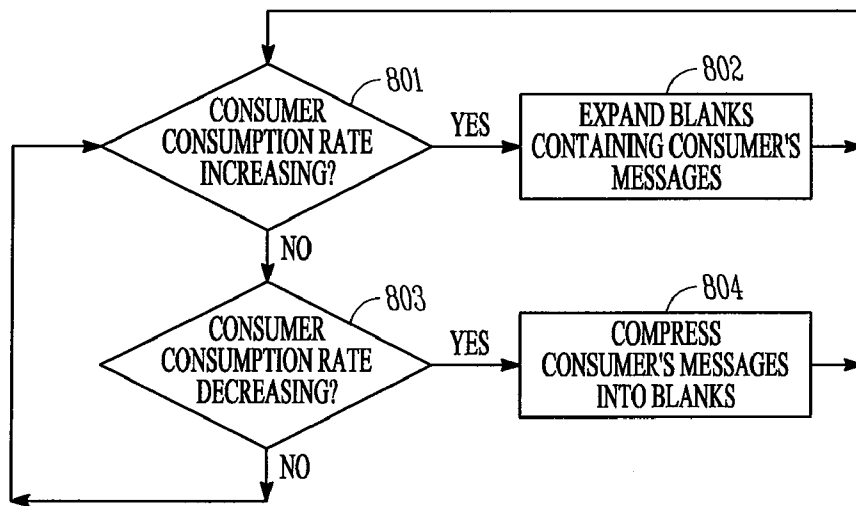 801
CONSUMER
CONSUMPTION RATE
INCREASING?
YES
802
EXPAND BLANKS
CONTAINING CONSUMER'S
MESSAGES
NO
803
CONSUMER
CONSUMPTION RATE
DECREASING?
YES
804
COMPRESS
CONSUMER'S MESSAGES
INTO BLANKS
NO